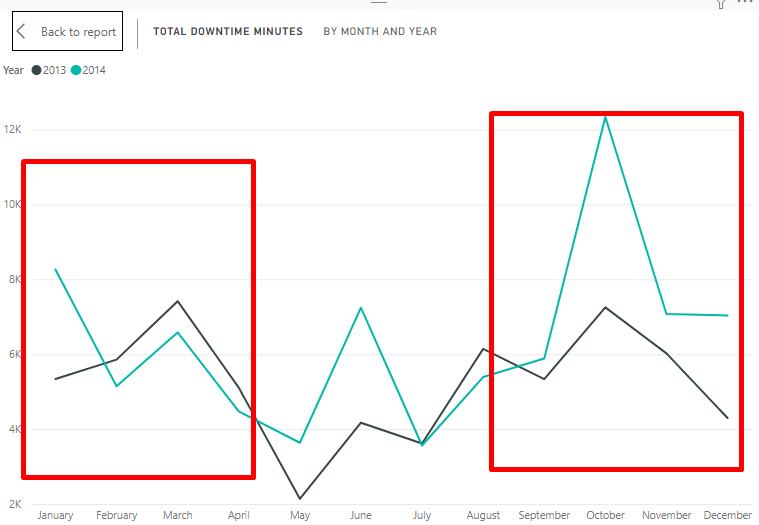 Back to report
TOTAL DOWNTIME MINUTES BY MONTH AND YEAR
Year 2013 2014
12K
10K
8K
6K
4K
2K
January February March April May June July August September October November December